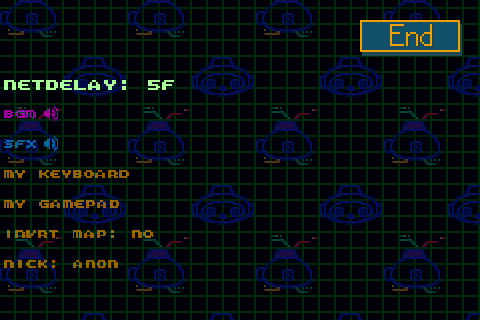 End
NETDELAY: 5F
BGM
SFX
MY KEYBOARD
MY GAMEPAD
INVRT MAP: NO
NICK: ANON